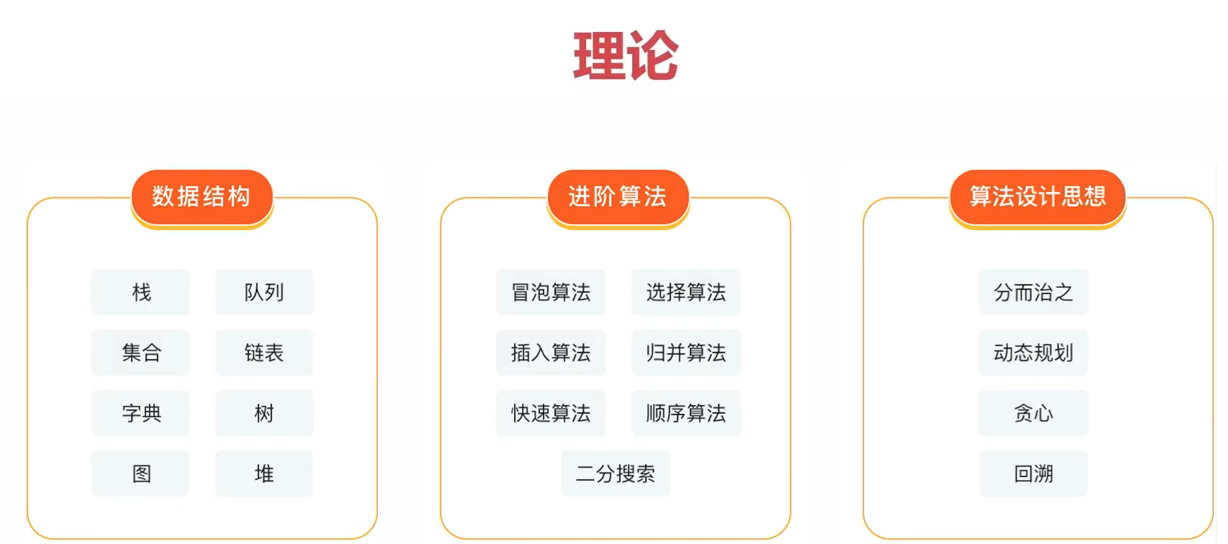 理论
数据结构
栈 队列
集合 链表
字典 树
图 堆
进阶算法
冒泡算法 选择算法
插入算法 归并算法
快速算法 顺序算法
二分搜索
算法设计思想
分而治之
动态规划
贪心
回溯